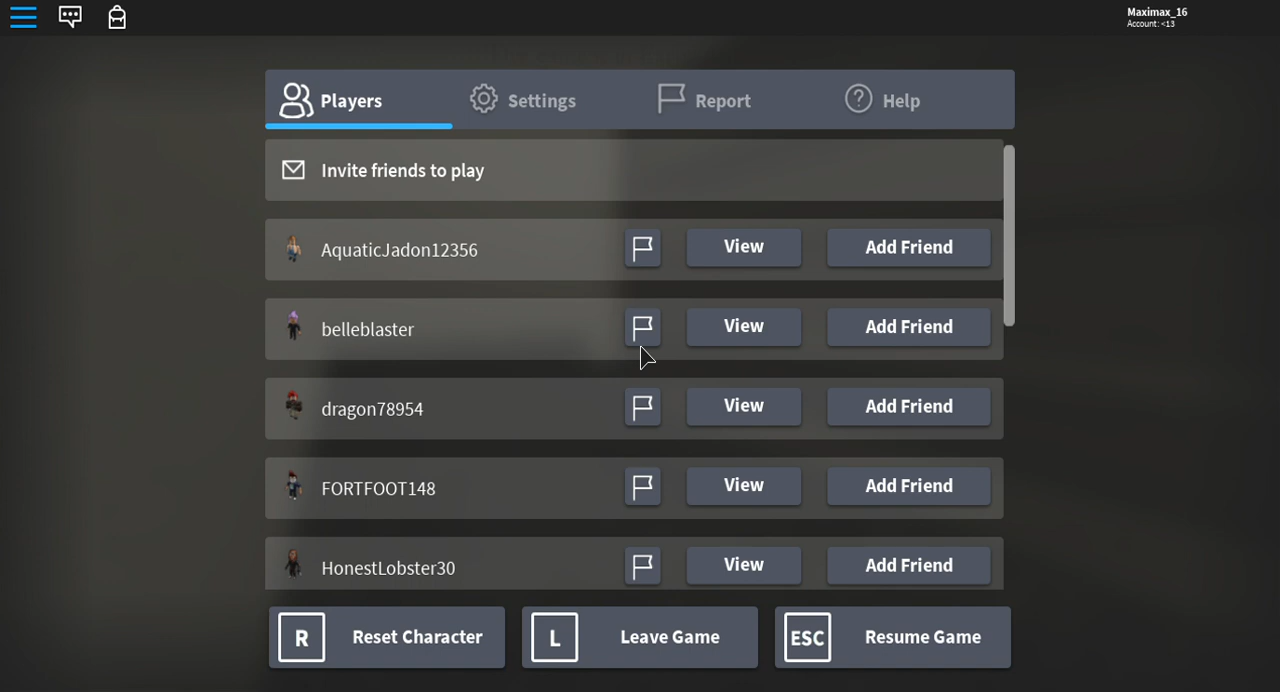 Maximax_16
Account: <13
Players
Settings
Report
Help
Invite friends to play
AquaticJadon12356
View
Add Friend
belleblaster
View
Add Friend
dragon78954
View
Add Friend
FORTFOOT148
View
Add Friend
HonestLobster30
View
Add Friend
R
Reset Character
L
Leave Game
ESC
Resume Game